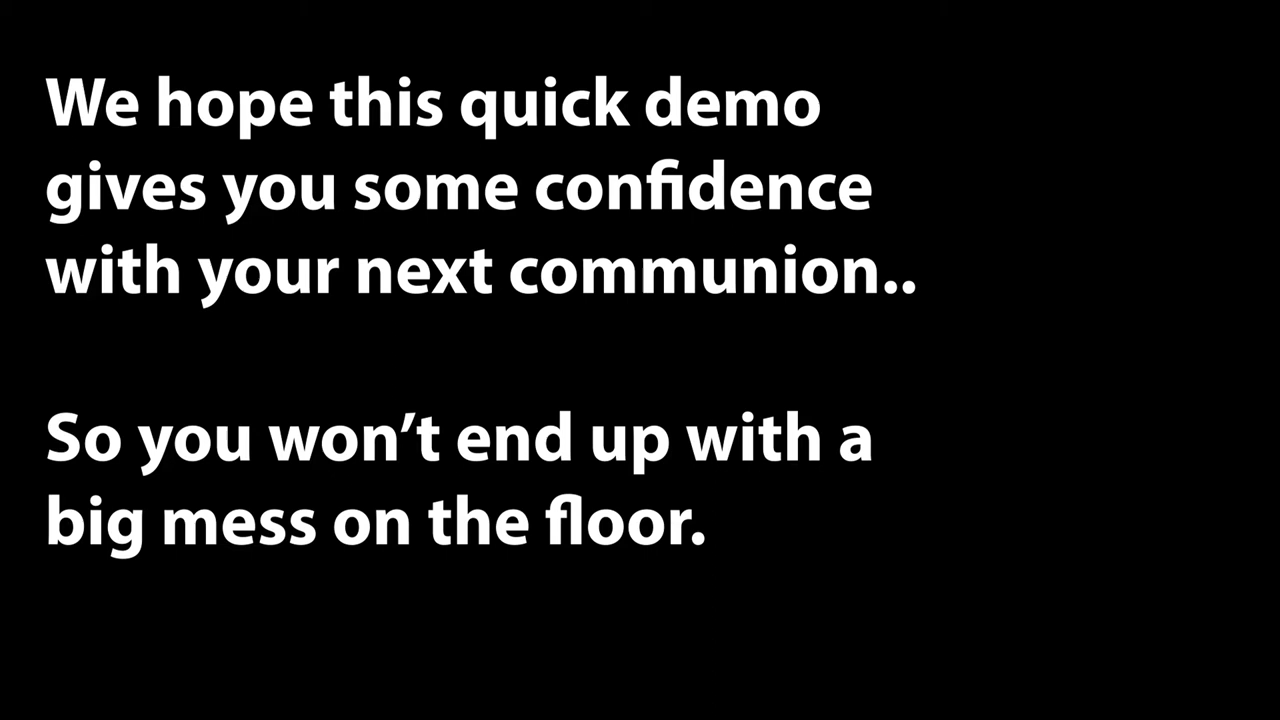 We hope this quick demo
gives you some confidence
with your next communion..
So you won’t end up with a
big mess on the floor.